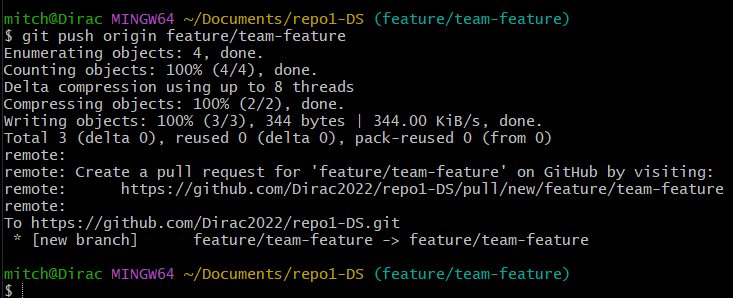 mitch@Dirac MINGW64 ~/Documents/repo1-DS (feature/team-feature)
$ git push origin feature/team-feature
Enumerating objects: 4, done.
Counting objects: 100% (4/4), done.
Delta compression using up to 8 threads
Compressing objects: 100% (2/2), done.
Writing objects: 100% (3/3), 344 bytes | 344.00 KiB/s, done.
Total 3 (delta 0), reused 0 (delta 0), pack-reused 0 (from 0)
remote:
remote: Create a pull request for 'feature/team-feature' on GitHub by visiting:
remote:      https://github.com/Dirac2022/repo1-DS/pull/new/feature/team-feature
remote:
To https://github.com/Dirac2022/repo1-DS.git
 * [new branch]      feature/team-feature -> feature/team-feature
mitch@Dirac MINGW64 ~/Documents/repo1-DS (feature/team-feature)
$